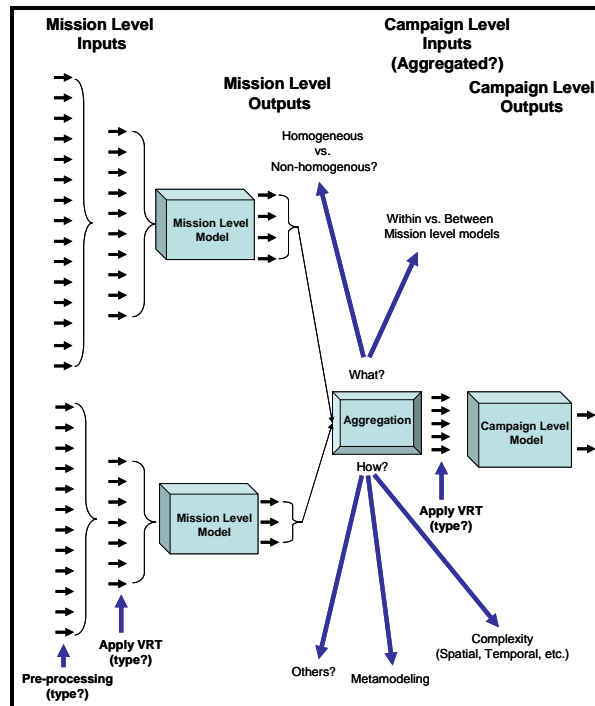 Mission Level
Inputs
Campaign Level
Inputs
(Aggregated?)
Mission Level
Outputs
Campaign Level
Outputs
Homogeneous
vs.
Non-homogenous?
Within vs. Between
Mission level models
Mission Level
Model
What?
Aggregation
Campaign Level
Model
How?
Mission Level
Model
Apply VRT
(type?)
Apply VRT
(type?)
Pre-processing
(type?)
Others?
Metamodeling
Complexity
(Spatial, Temporal, etc.)